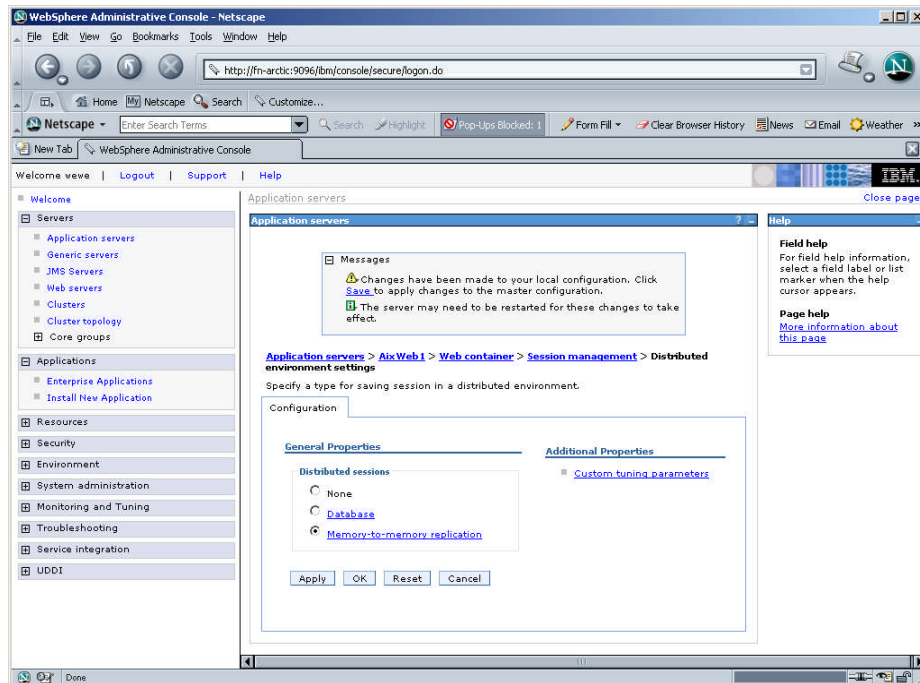 WebSphere Administrative Console - Netscape
File Edit View Go Bookmarks Tools Window Help
http://fn-arctic:9096/ibm/console/secure/logon.do
Home My Netscape Search Customize...
Netscape Enter Search Terms Search Highlight Pop-Ups Blocked: 1 Form Fill Clear Browser History News Email Weather »
New Tab WebSphere Administrative Console
Welcome wewe | Logout | Support | Help IBM.
Welcome
Servers
Application servers
Generic servers
JMS Servers
Web servers
Clusters
Cluster topology
Core groups
Applications
Enterprise Applications
Install New Application
Resources
Security
Environment
System administration
Monitoring and Tuning
Troubleshooting
Service integration
UDDI
Application servers Close page
Application servers ? -
Messages
Changes have been made to your local configuration. Click
Save to apply changes to the master configuration.
The server may need to be restarted for these changes to take
effect.
Application servers > AixWeb1 > Web container > Session management > Distributed
environment settings
Specify a type for saving session in a distributed environment.
Configuration
General Properties
Distributed sessions
None
Database
Memory-to-memory replication
Additional Properties
Custom tuning parameters
Apply OK Reset Cancel
Help
Field help
For field help information,
select a field label or list
marker when the help
cursor appears.
Page help
More information about
this page
Done